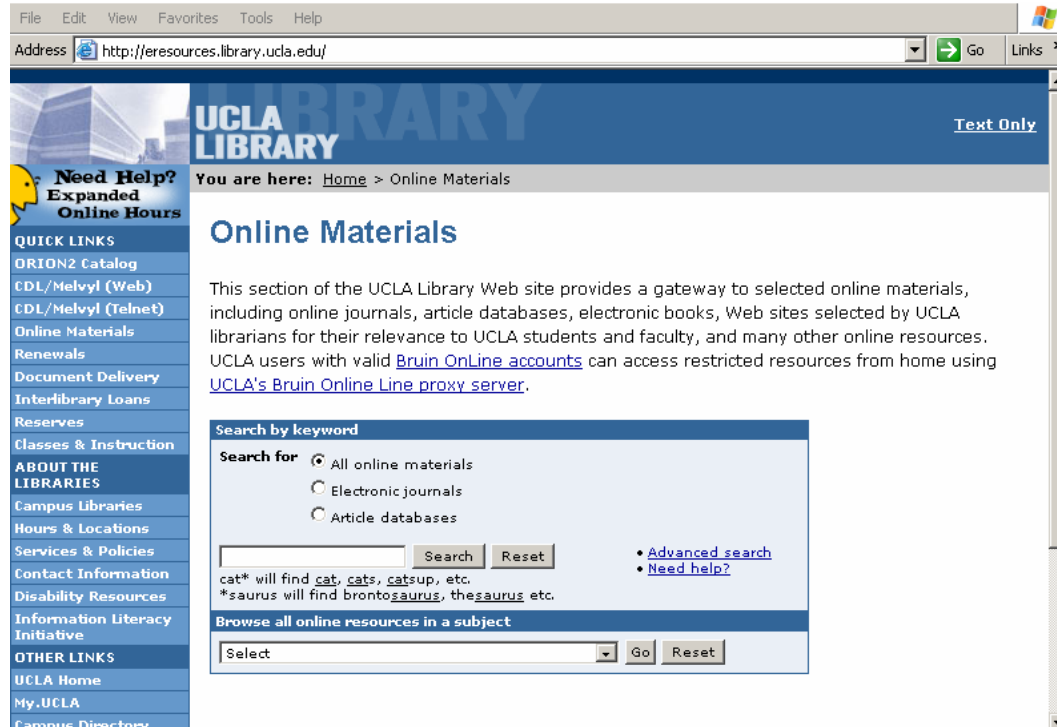 File Edit View Favorites Tools Help
Address http://eresources.library.ucla.edu/ Go Links
LIBRARY
UCLA
LIBRARY
Text Only
Need Help?
Expanded
Online Hours
You are here: Home > Online Materials
QUICK LINKS
ORION2 Catalog
CDL/Melvyl (Web)
CDL/Melvyl (Telnet)
Online Materials
Renewals
Document Delivery
Interlibrary Loans
Reserves
Classes & Instruction
ABOUT THE
LIBRARIES
Campus Libraries
Hours & Locations
Services & Policies
Contact Information
Disability Resources
Information Literacy
Initiative
OTHER LINKS
UCLA Home
My.UCLA
Campus Directory
Online Materials
This section of the UCLA Library Web site provides a gateway to selected online materials,
including online journals, article databases, electronic books, Web sites selected by UCLA
librarians for their relevance to UCLA students and faculty, and many other online resources.
UCLA users with valid Bruin OnLine accounts can access restricted resources from home using
UCLA's Bruin Online Line proxy server.
Search by keyword
Search for All online materials
Electronic journals
Article databases
Search Reset
• Advanced search
• Need help?
cat* will find cat, cats, catsup, etc.
*saurus will find brontosaurus, thesaurus etc.
Browse all online resources in a subject
Select Go Reset